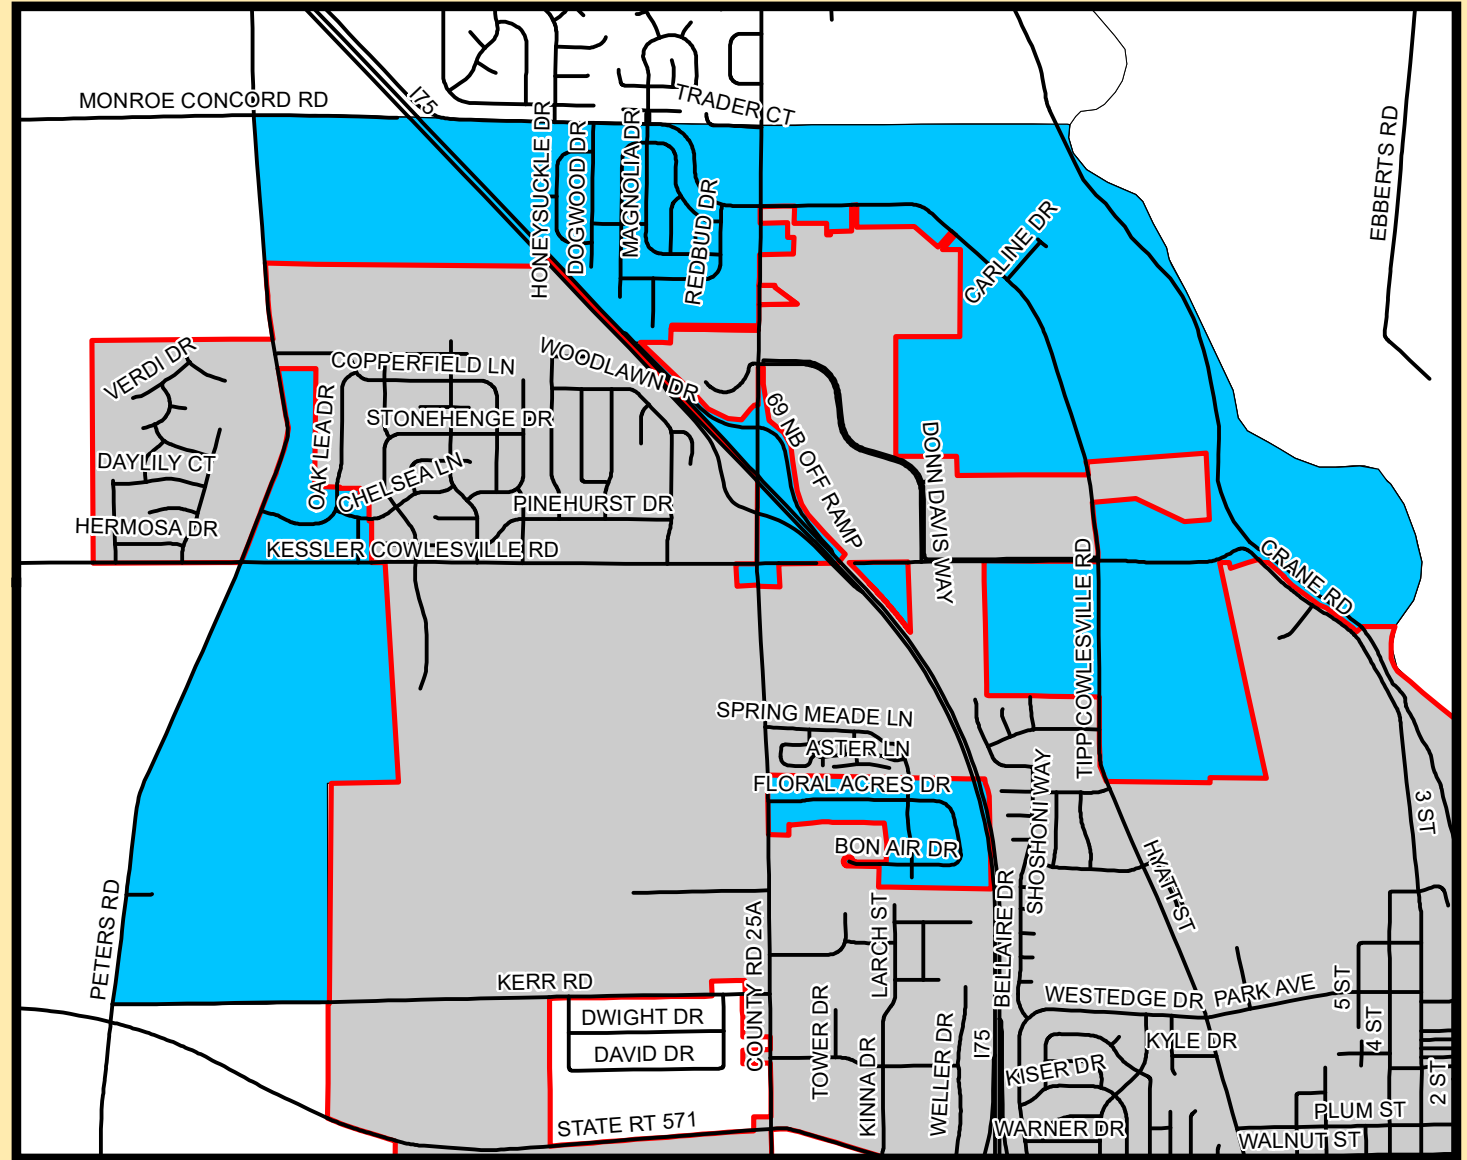 MONROE CONCORD RD
I75
TRADER CT
HONEYSUCKLE DR
DOGWOOD DR
MAGNOLIA DR
REDBUD DR
EBBERTS RD
CARLINE DR
VERDI DR
COPPERFIELD LN
WOODLAWN DR
OAK LEA DR
STONEHENGE DR
69 NB OFF RAMP
DONN DAVIS WAY
DAYLILY CT
CHELSEA LN
PINEHURST DR
HERMOSA DR
KESSLER COWLESVILLE RD
CRANE RD
TIPP COWLESVILLE RD
SPRING MEADE LN
ASTER LN
FLORAL ACRES DR
SHOSHONI WAY
3 ST
BON AIR DR
HYATT ST
PETERS RD
COUNTY RD 25A
LARCH ST
BELLAIRE DR
KERR RD
WESTEDGE DR
PARK AVE
5 ST
4 ST
DWIGHT DR
DAVID DR
TOWER DR
KINNA DR
WELLER DR
I75
KYLE DR
KISER DR
2 ST
STATE RT 571
WARNER DR
PLUM ST
WALNUT ST